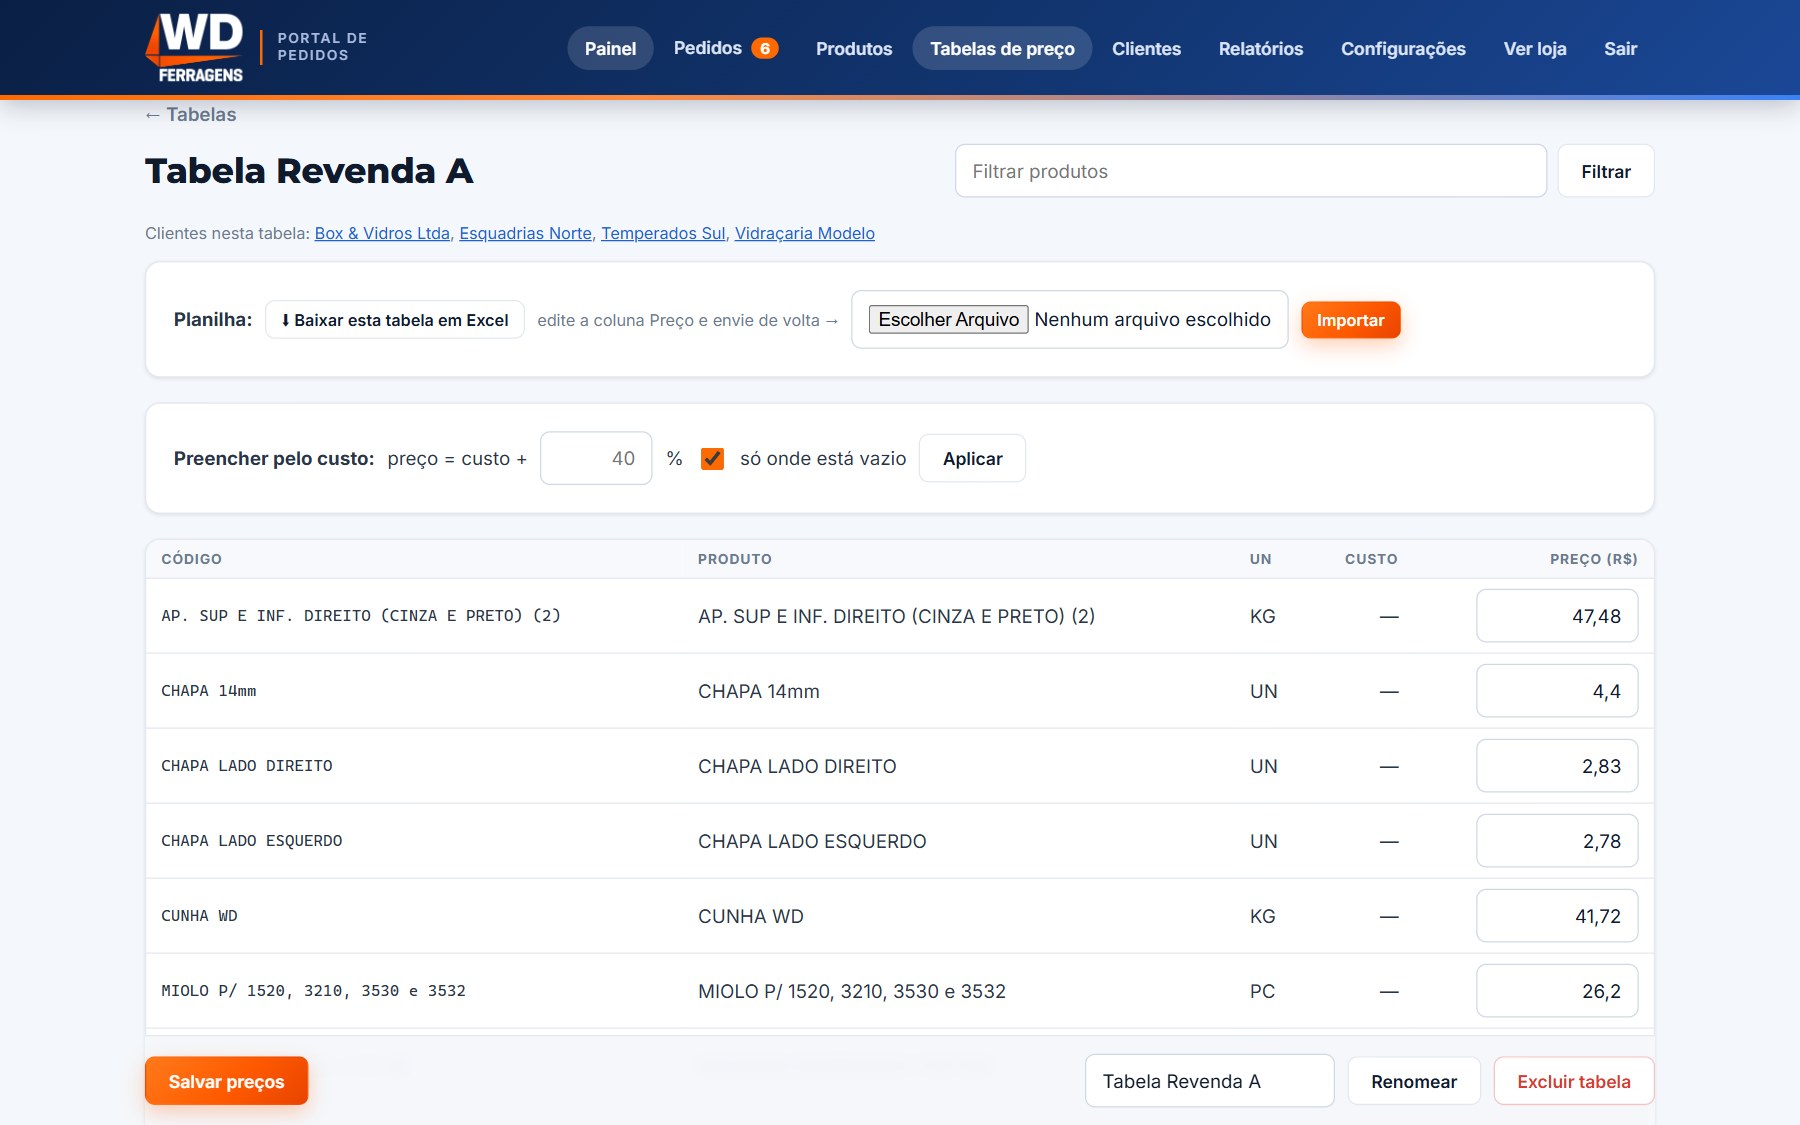 WD
FERRAGENS
PORTAL DE
PEDIDOS
Painel
Pedidos 6
Produtos
Tabelas de preço
Clientes
Relatórios
Configurações
Ver loja
Sair
← Tabelas
Tabela Revenda A
Filtrar produtos
Filtrar
Clientes nesta tabela: Box & Vidros Ltda, Esquadrias Norte, Temperados Sul, Vidraçaria Modelo
Planilha: ⬇ Baixar esta tabela em Excel edite a coluna Preço e envie de volta → Escolher Arquivo Nenhum arquivo escolhido Importar
Preencher pelo custo: preço = custo + 40 % só onde está vazio Aplicar
CÓDIGO PRODUTO UN CUSTO PREÇO (R$)
AP. SUP E INF. DIREITO (CINZA E PRETO) (2) AP. SUP E INF. DIREITO (CINZA E PRETO) (2) KG — 47,48
CHAPA 14mm CHAPA 14mm UN — 4,4
CHAPA LADO DIREITO CHAPA LADO DIREITO UN — 2,83
CHAPA LADO ESQUERDO CHAPA LADO ESQUERDO UN — 2,78
CUNHA WD CUNHA WD KG — 41,72
MIOLO P/ 1520, 3210, 3530 e 3532 MIOLO P/ 1520, 3210, 3530 e 3532 PC — 26,2
Salvar preços Tabela Revenda A Renomear Excluir tabela